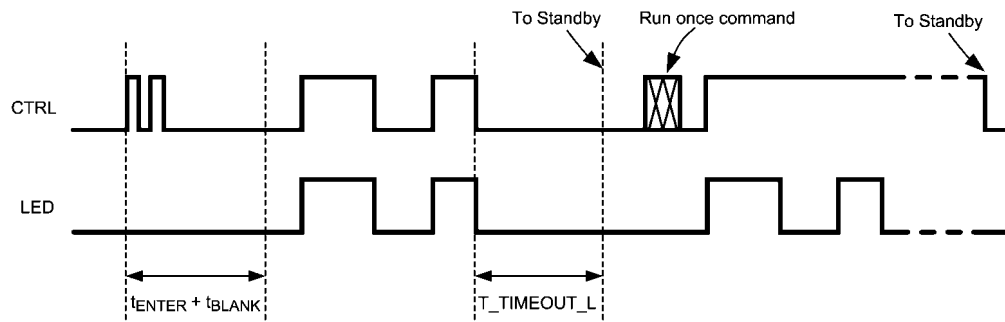 To Standby
Run once command
To Standby
CTRL
LED
tENTER + tBLANK
T_TIMEOUT_L